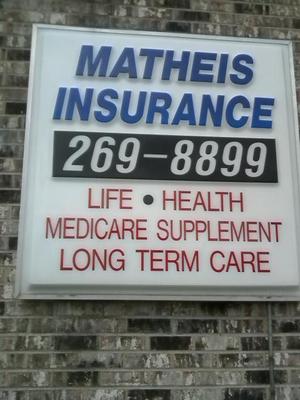 MATHEIS
INSURANCE
269-8899
LIFE • HEALTH
MEDICARE SUPPLEMENT
LONG TERM CARE